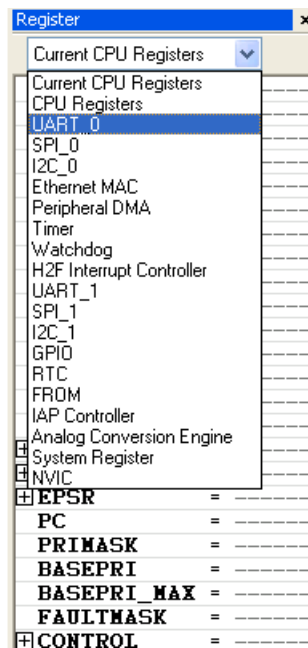 Register
Current CPU Registers
Current CPU Registers
CPU Registers
UART_0
SPI_0
I2C_0
Ethernet MAC
Peripheral DMA
Timer
Watchdog
H2F Interrupt Controller
UART_1
SPI_1
I2C_1
GPIO
RTC
FROM
IAP Controller
Analog Conversion Engine
System Register
NVIC
EPSR = ------
PC = ------
PRIMASK = ------
BASEPRI = ------
BASEPRI_MAX = ------
FAULTMASK = ------
CONTROL = ------